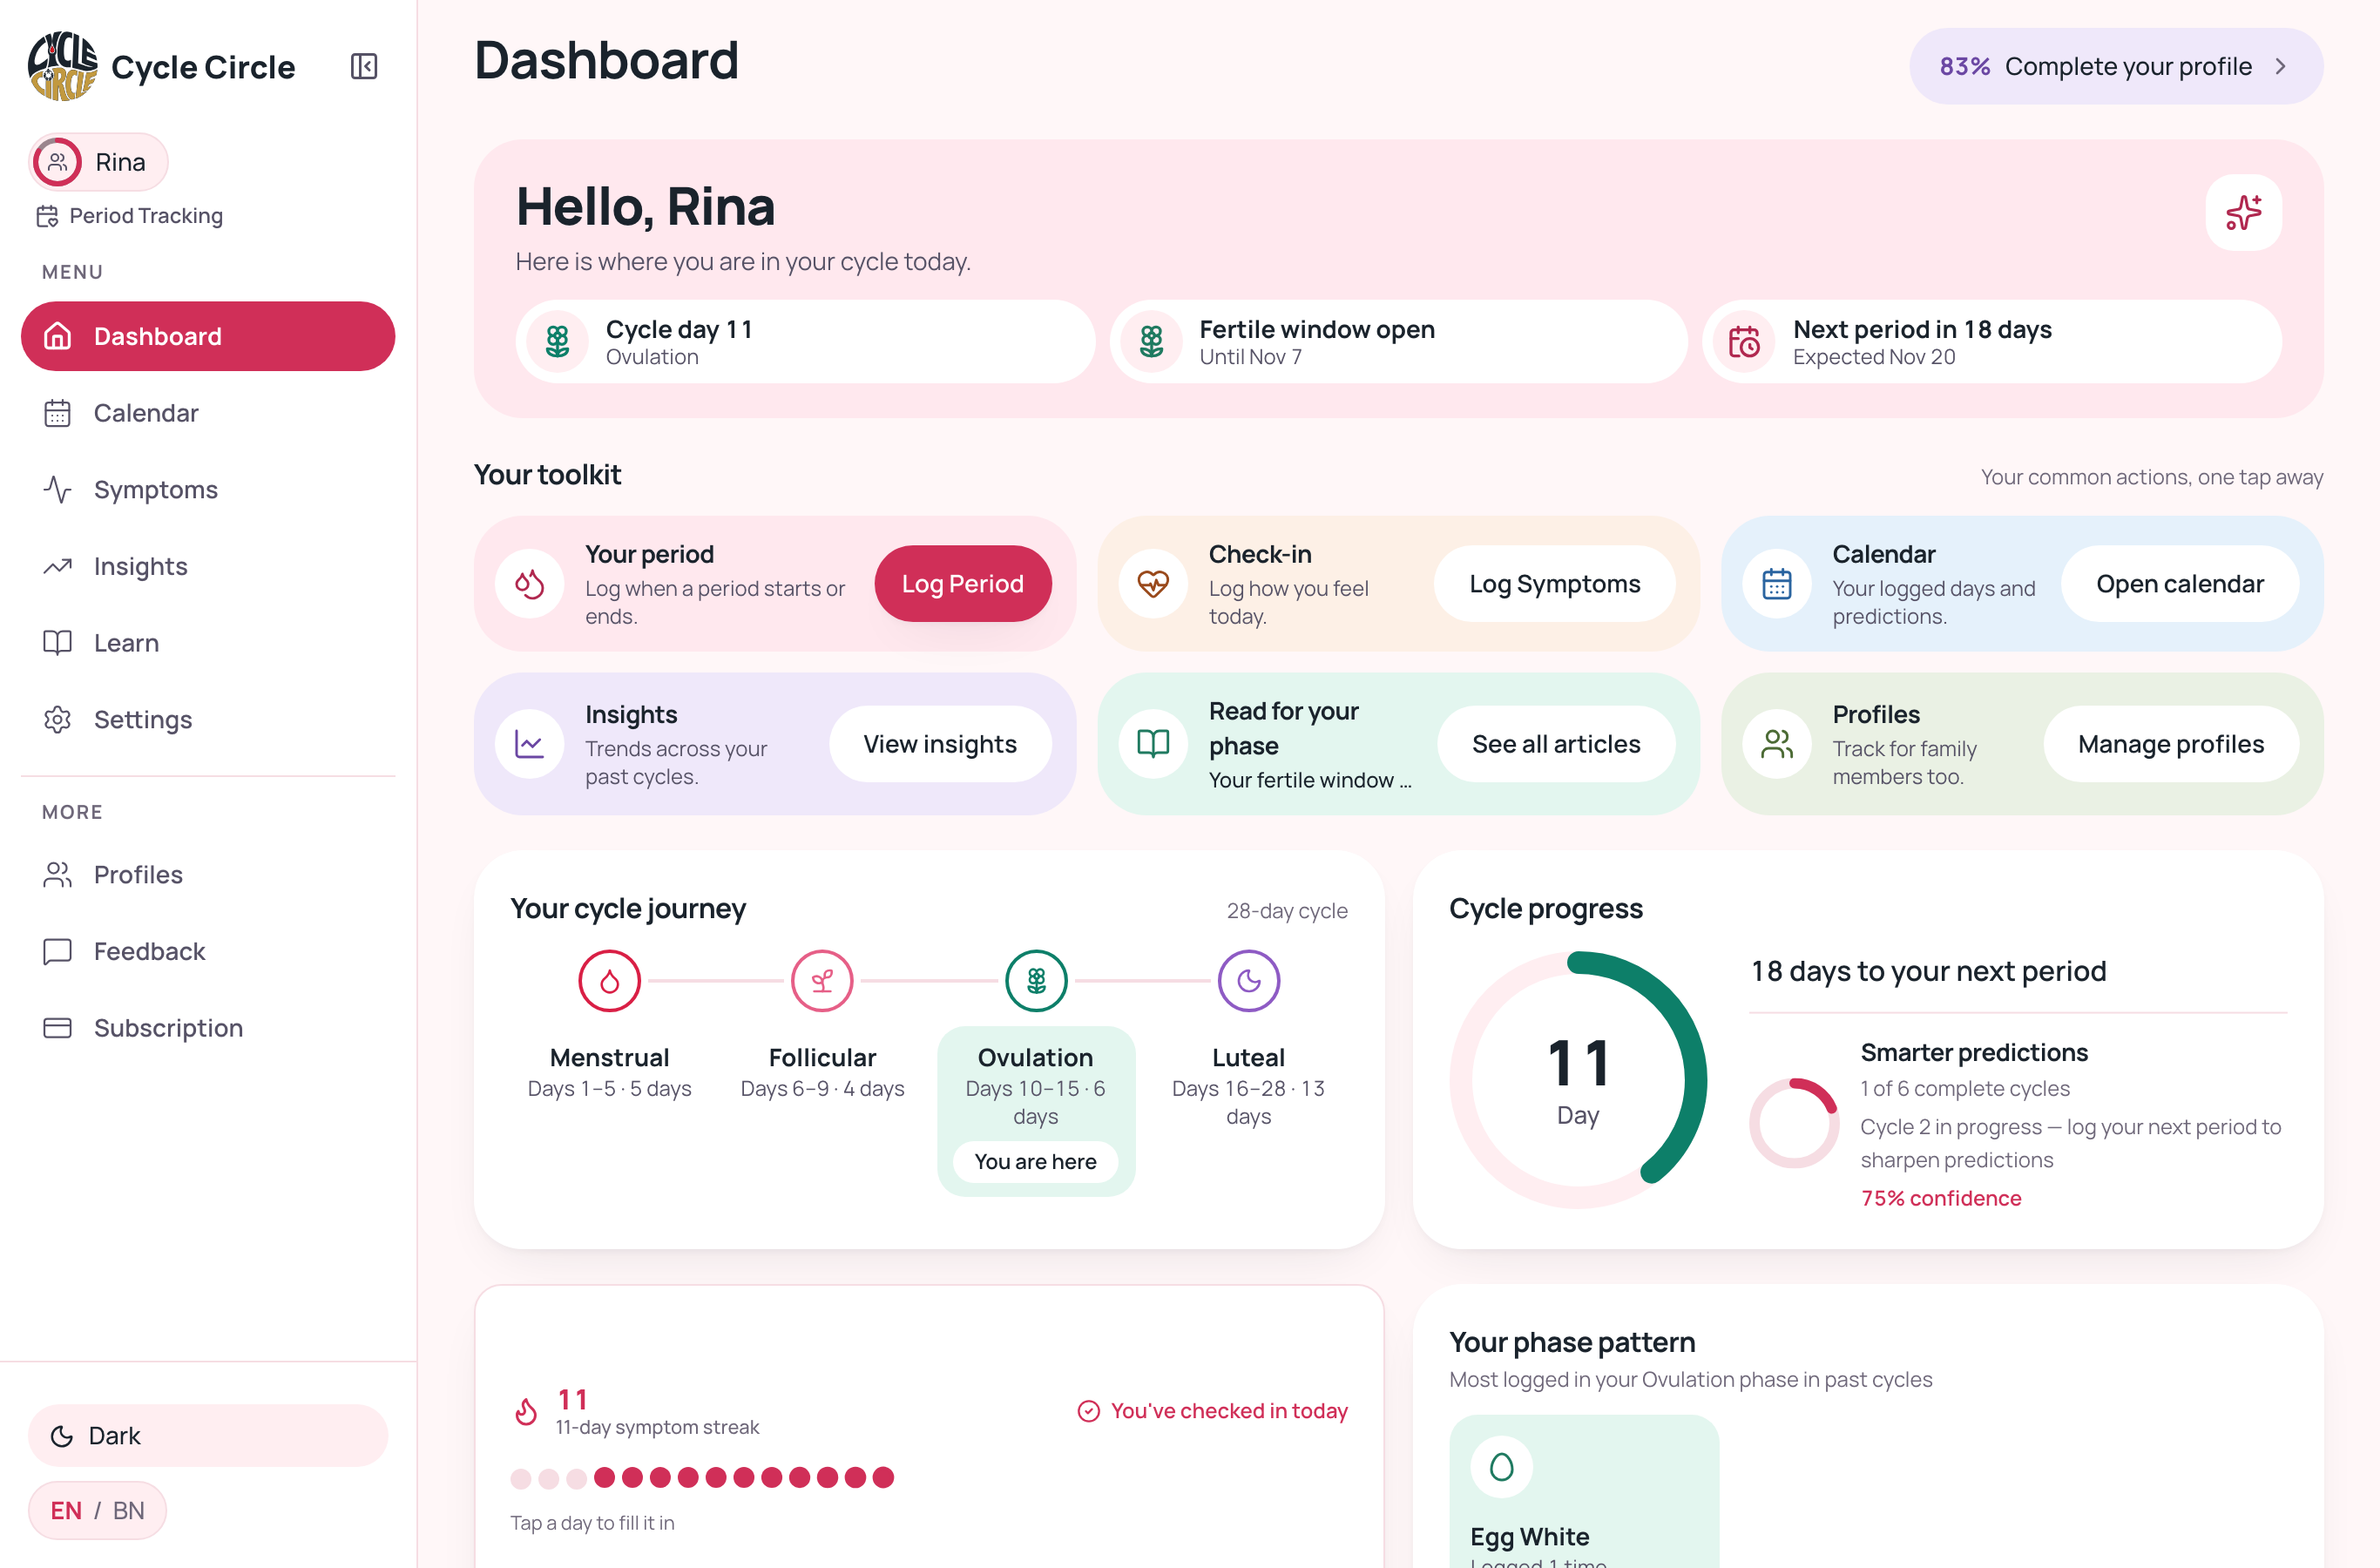 CYCLE
CIRCLE
Cycle Circle
Rina
Period Tracking
MENU
Dashboard
Calendar
Symptoms
Insights
Learn
Settings
MORE
Profiles
Feedback
Subscription
Dark
EN / BN
Dashboard
83% Complete your profile
Hello, Rina
Here is where you are in your cycle today.
Cycle day 11
Ovulation
Fertile window open
Until Nov 7
Next period in 18 days
Expected Nov 20
Your toolkit
Your common actions, one tap away
Your period
Log when a period starts or
ends.
Log Period
Check-in
Log how you feel
today.
Log Symptoms
Calendar
Your logged days and
predictions.
Open calendar
Insights
Trends across your
past cycles.
View insights
Read for your
phase
Your fertile window ...
See all articles
Profiles
Track for family
members too.
Manage profiles
Your cycle journey
28-day cycle
Menstrual
Days 1–5 · 5 days
Follicular
Days 6–9 · 4 days
Ovulation
Days 10–15 · 6
days
You are here
Luteal
Days 16–28 · 13
days
Cycle progress
11
Day
18 days to your next period
Smarter predictions
1 of 6 complete cycles
Cycle 2 in progress — log your next period to
sharpen predictions
75% confidence
11
11-day symptom streak
You've checked in today
Tap a day to fill it in
Your phase pattern
Most logged in your Ovulation phase in past cycles
Egg White
Logged 1 time